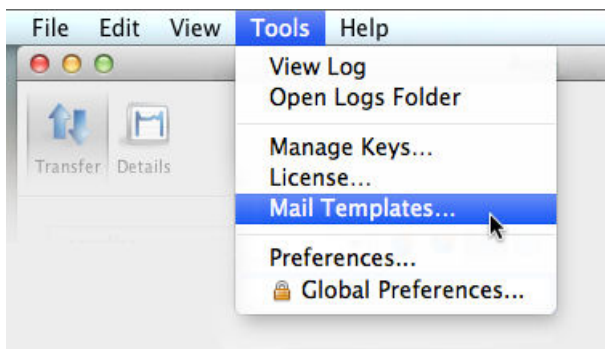 File Edit View Tools Help
View Log
Open Logs Folder
Transfer Details
Manage Keys...
License...
Mail Templates...
Preferences...
Global Preferences...